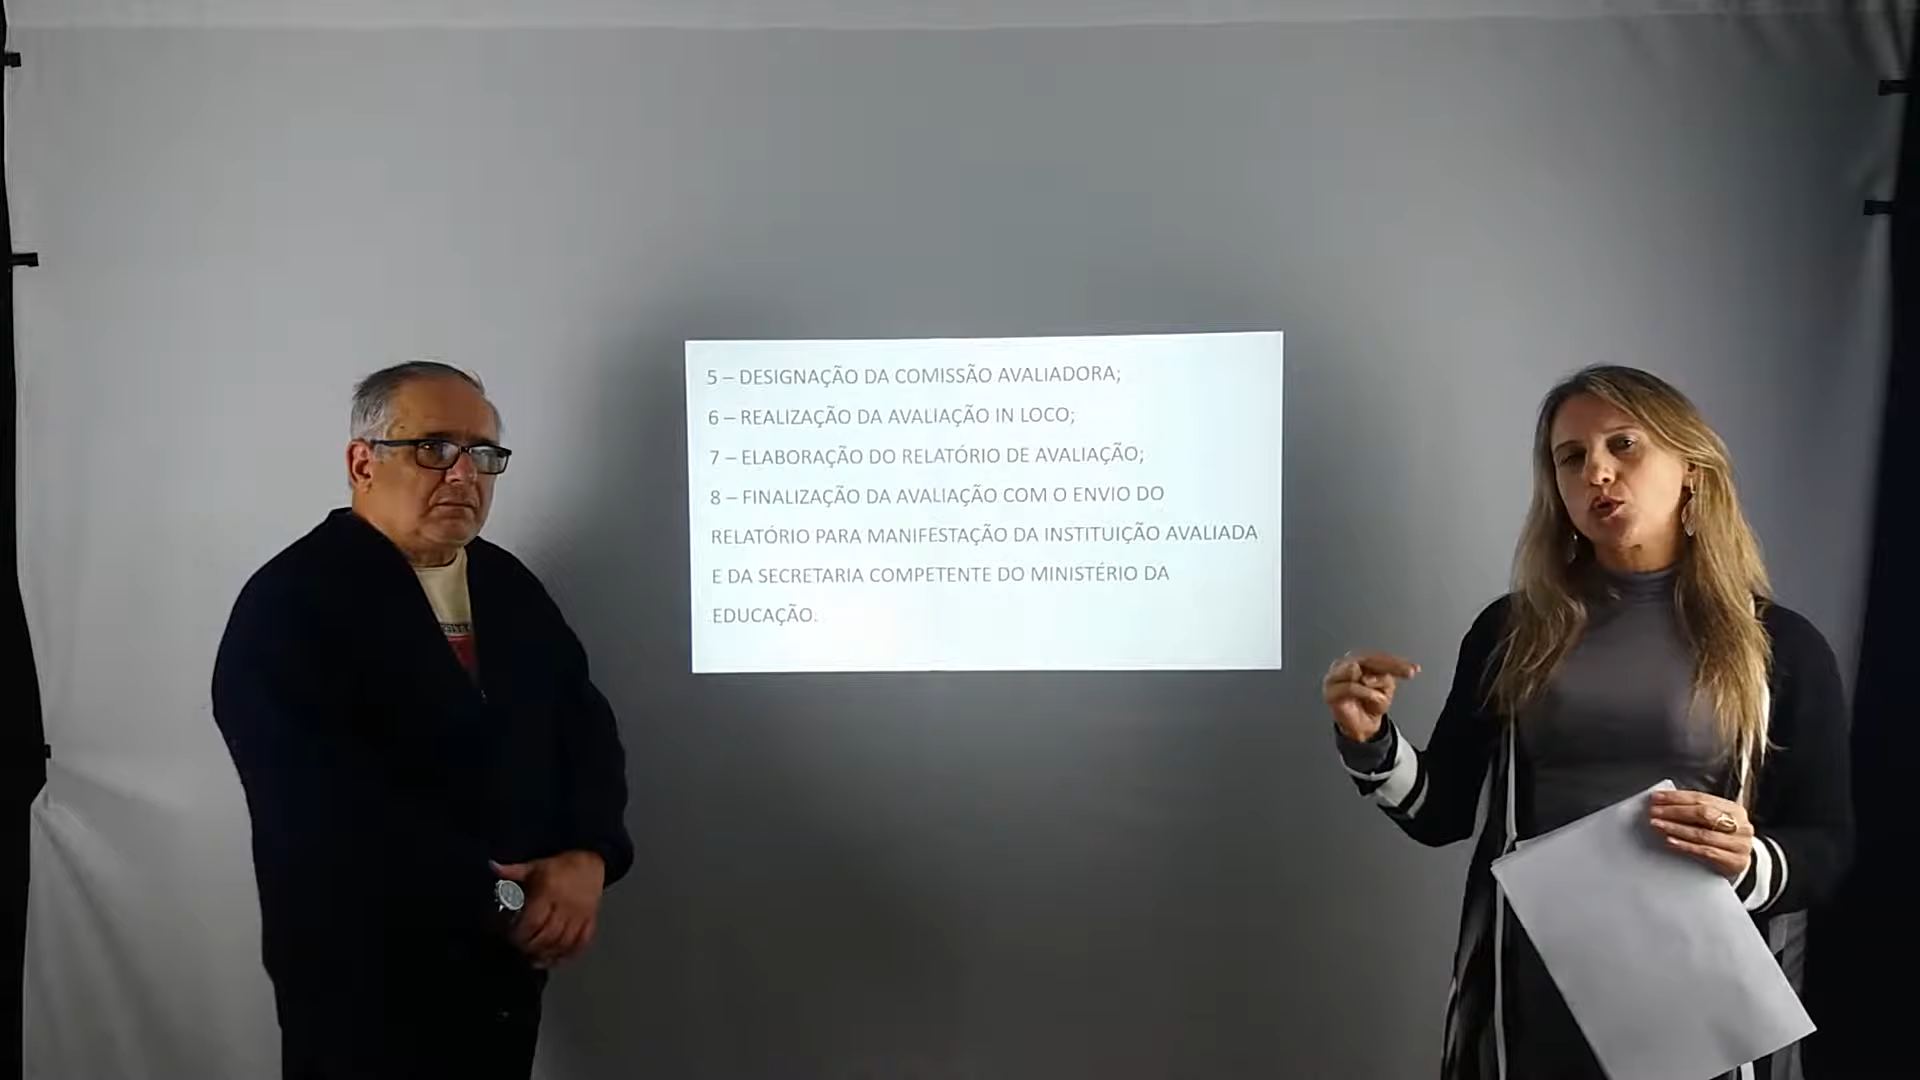 5 – DESIGNAÇÃO DA COMISSÃO AVALIADORA;
6 – REALIZAÇÃO DA AVALIAÇÃO IN LOCO;
7 – ELABORAÇÃO DO RELATÓRIO DE AVALIAÇÃO;
8 – FINALIZAÇÃO DA AVALIAÇÃO COM O ENVIO DO
RELATÓRIO PARA MANIFESTAÇÃO DA INSTITUIÇÃO AVALIADA
E DA SECRETARIA COMPETENTE DO MINISTÉRIO DA
EDUCAÇÃO.